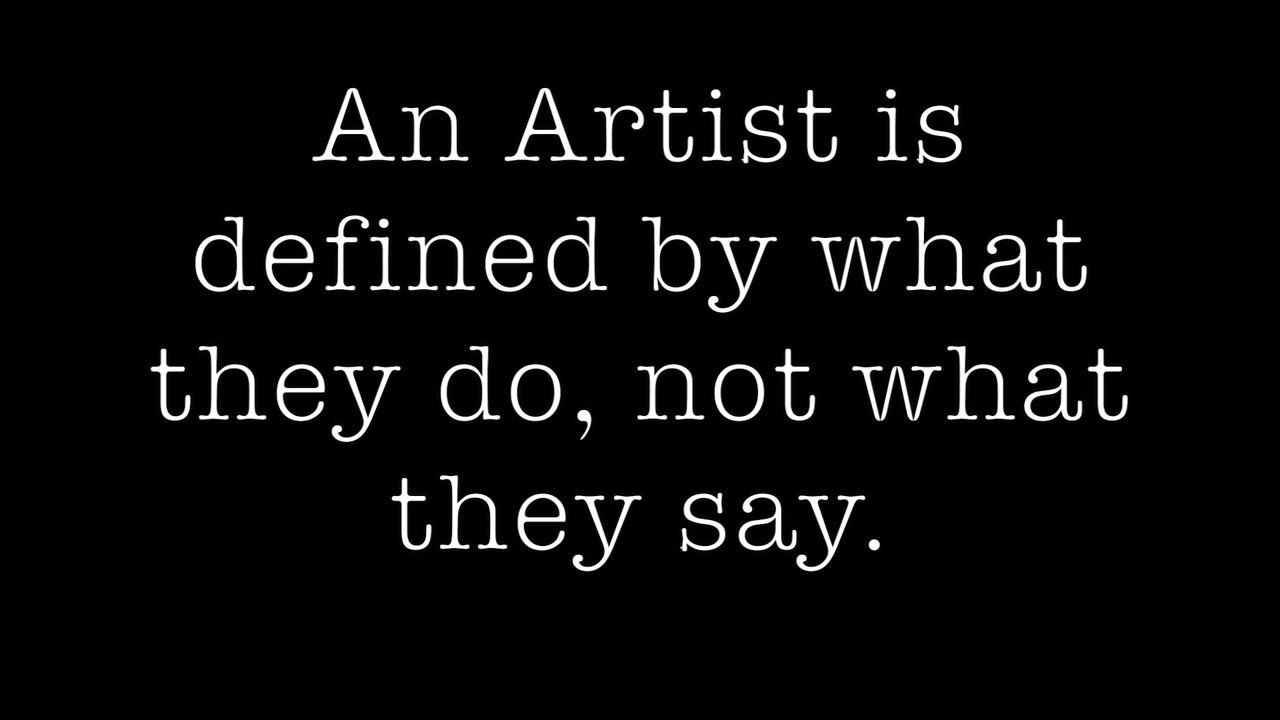 An Artist is
defined by what
they do, not what
they say.